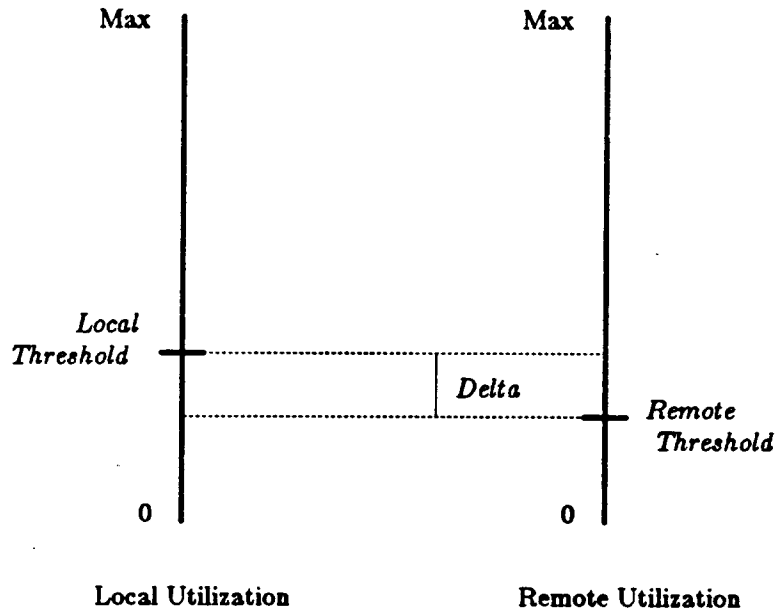 Max
Max
Local
Threshold
Delta
Remote
Threshold
0
0
Local Utilization
Remote Utilization